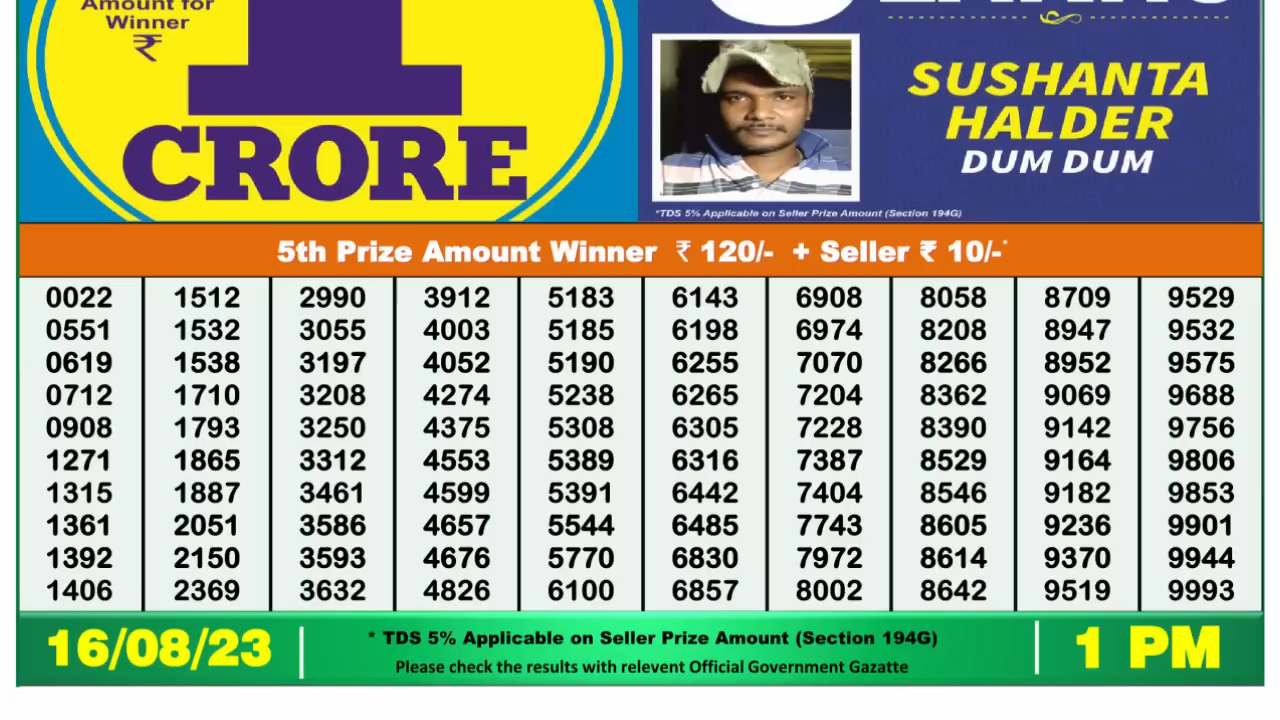 Amount for
Winner
₹
1
CRORE
SUSHANTA
HALDER
DUM DUM
*TDS 5% Applicable on Seller Prize Amount (Section 194G)
5th Prize Amount Winner ₹ 120/- + Seller ₹ 10/-*
0022 1512 2990 3912 5183 6143 6908 8058 8709 9529
0551 1532 3055 4003 5185 6198 6974 8208 8947 9532
0619 1538 3197 4052 5190 6255 7070 8266 8952 9575
0712 1710 3208 4274 5238 6265 7204 8362 9069 9688
0908 1793 3250 4375 5308 6305 7228 8390 9142 9756
1271 1865 3312 4553 5389 6316 7387 8529 9164 9806
1315 1887 3461 4599 5391 6442 7404 8546 9182 9853
1361 2051 3586 4657 5544 6485 7743 8605 9236 9901
1392 2150 3593 4676 5770 6830 7972 8614 9370 9944
1406 2369 3632 4826 6100 6857 8002 8642 9519 9993
16/08/23
* TDS 5% Applicable on Seller Prize Amount (Section 194G)
Please check the results with relevent Official Government Gazatte
1 PM